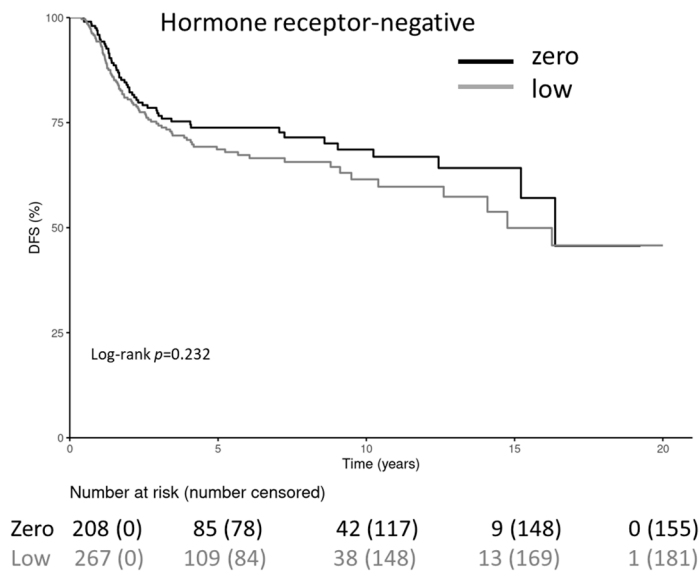 Hormone receptor-negative
zero
low
100
75
50
25
0
DFS (%)
Log-rank p=0.232
0 5 10 15 20
Time (years)
Number at risk (number censored)
Zero 208 (0) 85 (78) 42 (117) 9 (148) 0 (155)
Low 267 (0) 109 (84) 38 (148) 13 (169) 1 (181)